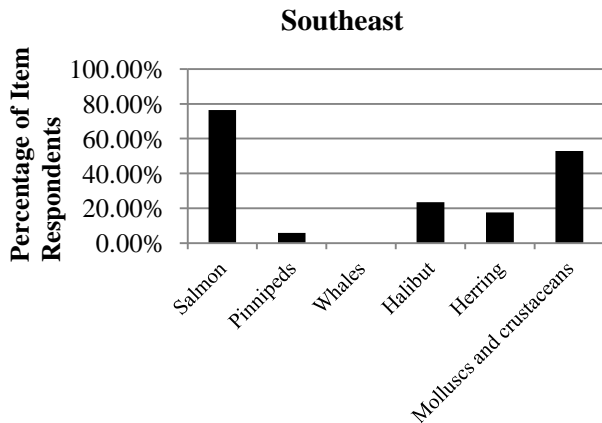 Southeast
Percentage of Item
Respondents
100.00%
80.00%
60.00%
40.00%
20.00%
0.00%
Salmon
Pinnipeds
Whales
Halibut
Herring
Molluscs and crustaceans